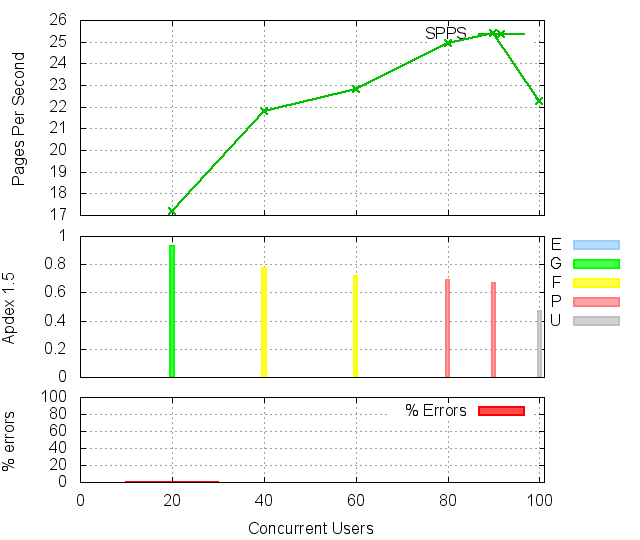 26
25
24
23
22
21
20
19
18
17
Pages Per Second
SPPS
1
0.8
0.6
0.4
0.2
0
Apdex 1.5
E
G
F
P
U
100
80
60
40
20
0
% errors
% Errors
0 20 40 60 80 100
Concurrent Users